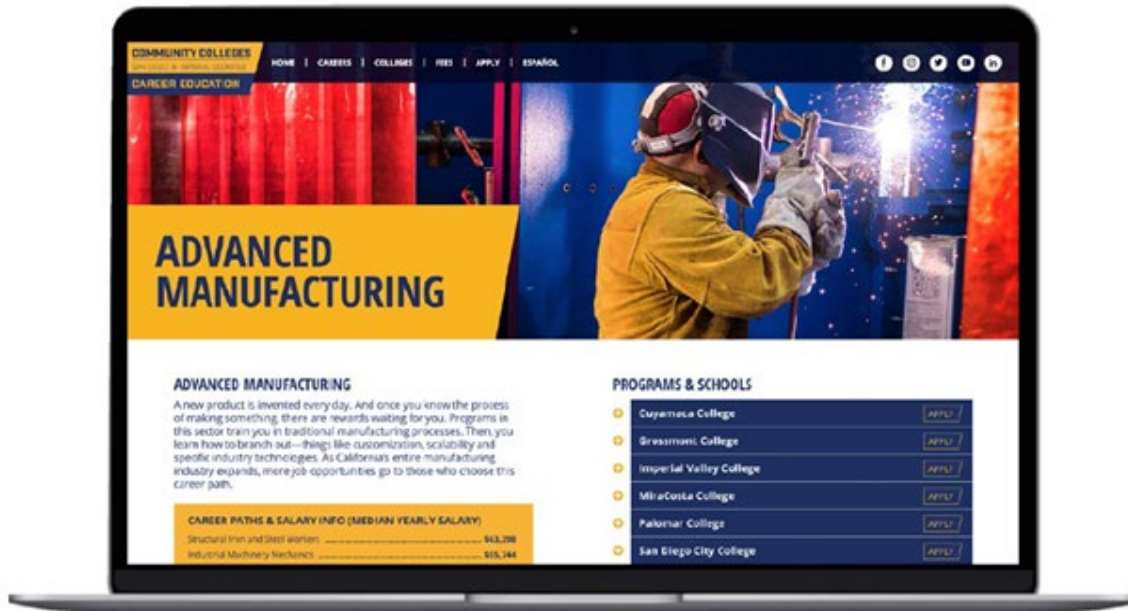 COMMUNITY COLLEGES
SAN DIEGO & IMPERIAL COUNTIES
CAREER EDUCATION
HOME | CAREERS | COLLEGES | FEES | APPLY | ESPAÑOL
ADVANCED
MANUFACTURING
ADVANCED MANUFACTURING
A new product is invented every day. And once you know the process
of making something, there are rewards waiting for you. Programs in
this sector train you in traditional manufacturing processes. Then, you
learn how to branch out—things like customization, scalability and
specific industry technologies. As California's entire manufacturing
industry expands, more job opportunities go to those who choose this
career path.
CAREER PATHS & SALARY INFO (MEDIAN YEARLY SALARY)
Structural Iron and Steel Workers
Industrial Machinery Mechanics
PROGRAMS & SCHOOLS
Cuyamaca College APPLY
Grossmont College APPLY
Imperial Valley College APPLY
MiraCosta College APPLY
Palomar College APPLY
San Diego City College APPLY